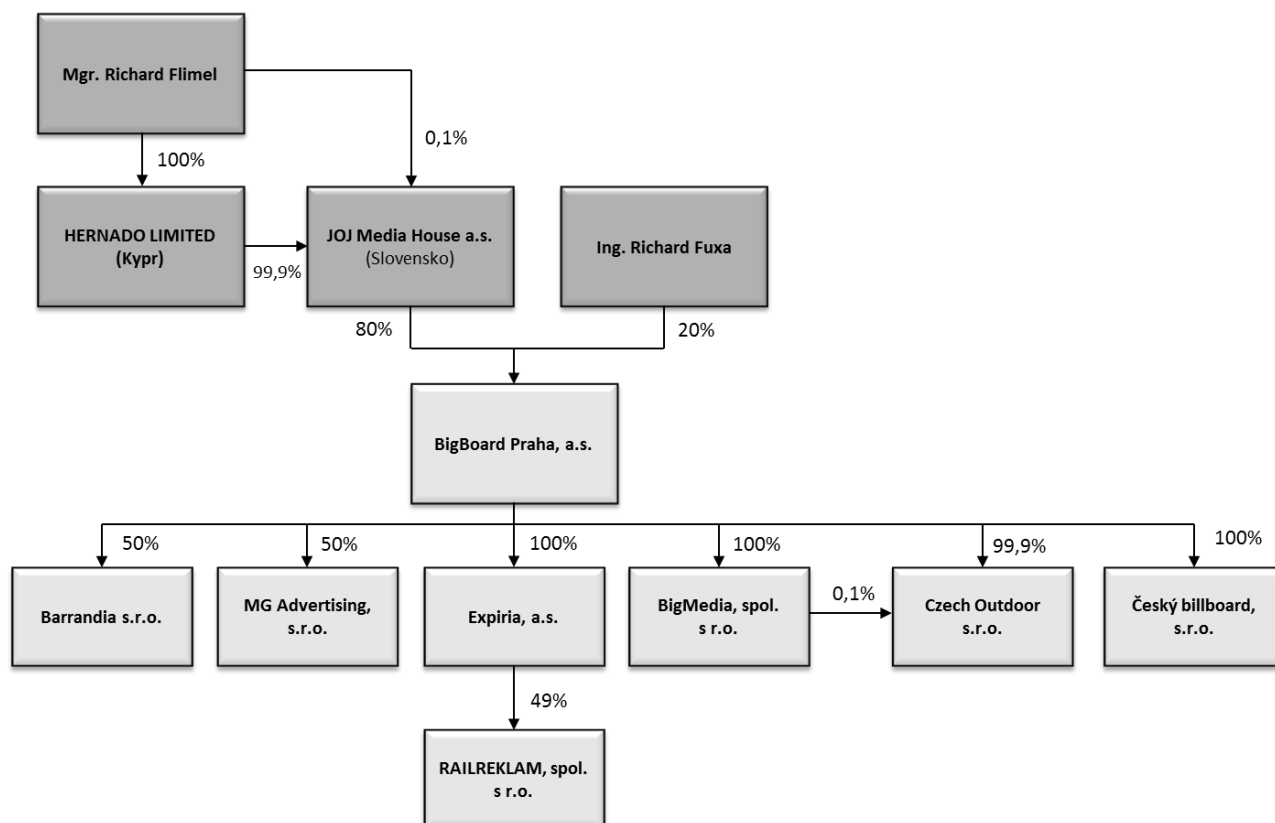 Mgr. Richard Flimel
0,1%
100%
HERNADO LIMITED
(Kypr)
99,9%
JOJ Media House a.s.
(Slovensko)
Ing. Richard Fuxa
80%
20%
BigBoard Praha, a.s.
50%
50%
100%
100%
99,9%
100%
Barrandia s.r.o.
MG Advertising,
s.r.o.
Expiria, a.s.
BigMedia, spol.
s r.o.
0,1%
Czech Outdoor
s.r.o.
Český billboard,
s.r.o.
49%
RAILREKLAM, spol.
s r.o.